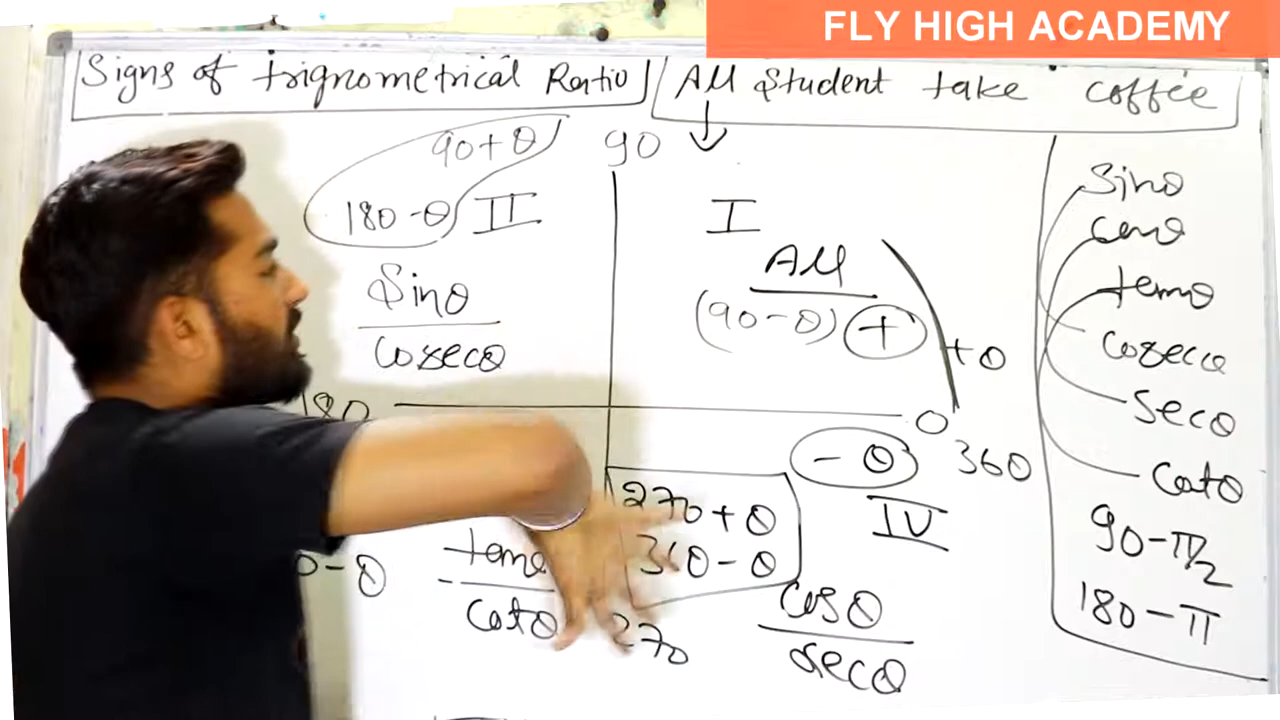 FLY HIGH ACADEMY
Signs of trignometrical Ratio
All Student take coffee
90+θ
180-θ
II
Sinθ
cosecθ
180
90
I
All
(90-θ) +
+θ
0
360
-θ
IV
270+θ
360-θ
cosθ
secθ
270
0-θ
tanθ
cotθ
Sinθ
cosθ
tanθ
cosecθ
Secθ
Cotθ
90-π/2
180-π